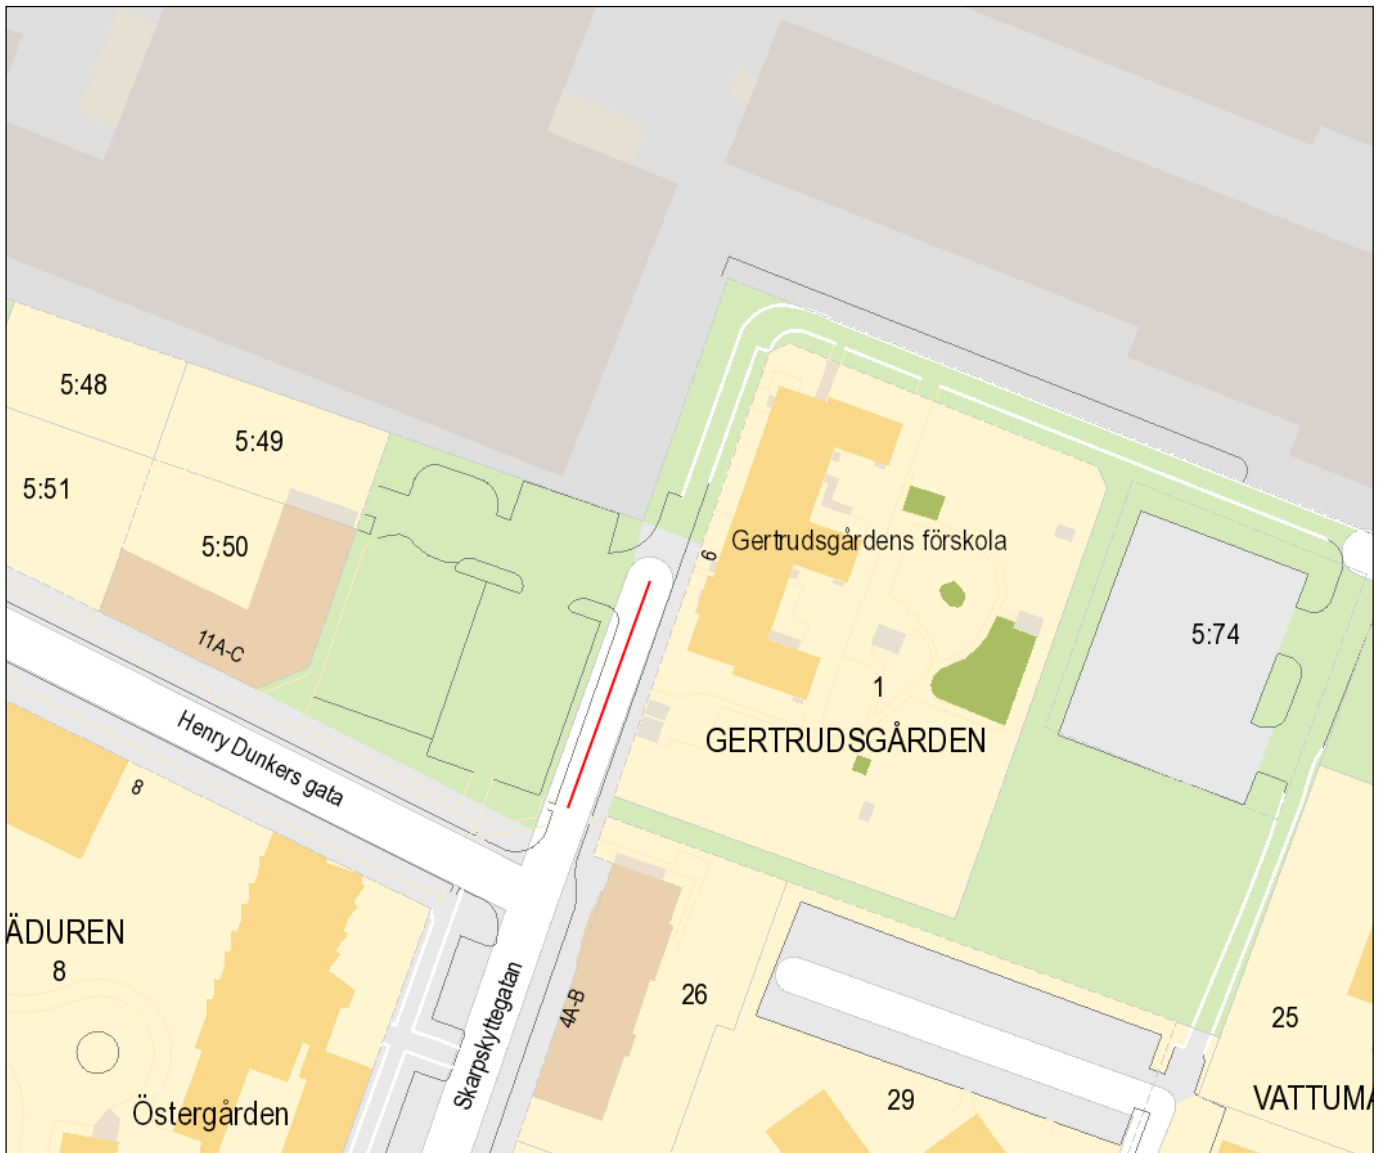 5:48
5:49
5:51
5:50
11A-C
6
Gertrudsgårdens förskola
5:74
1
GERTRUDSGÅRDEN
Henry Dunkers gata
8
ÄDUREN
8
Skarpskyttegatan
4A-B
26
25
29
VATTUMA
Östergården